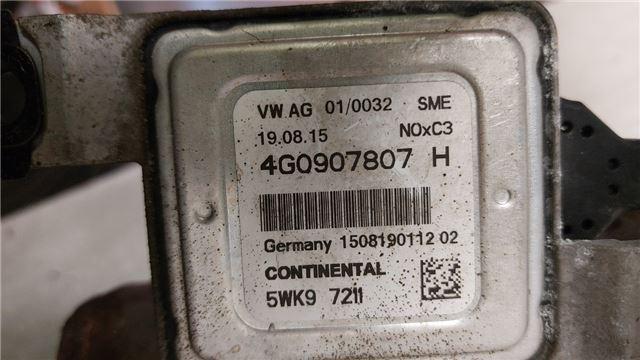 VW AG 01/0032 SME
19.08.15 NOxC3
4G0907807 H
Germany 1508190112 02
CONTINENTAL
5WK9 7211